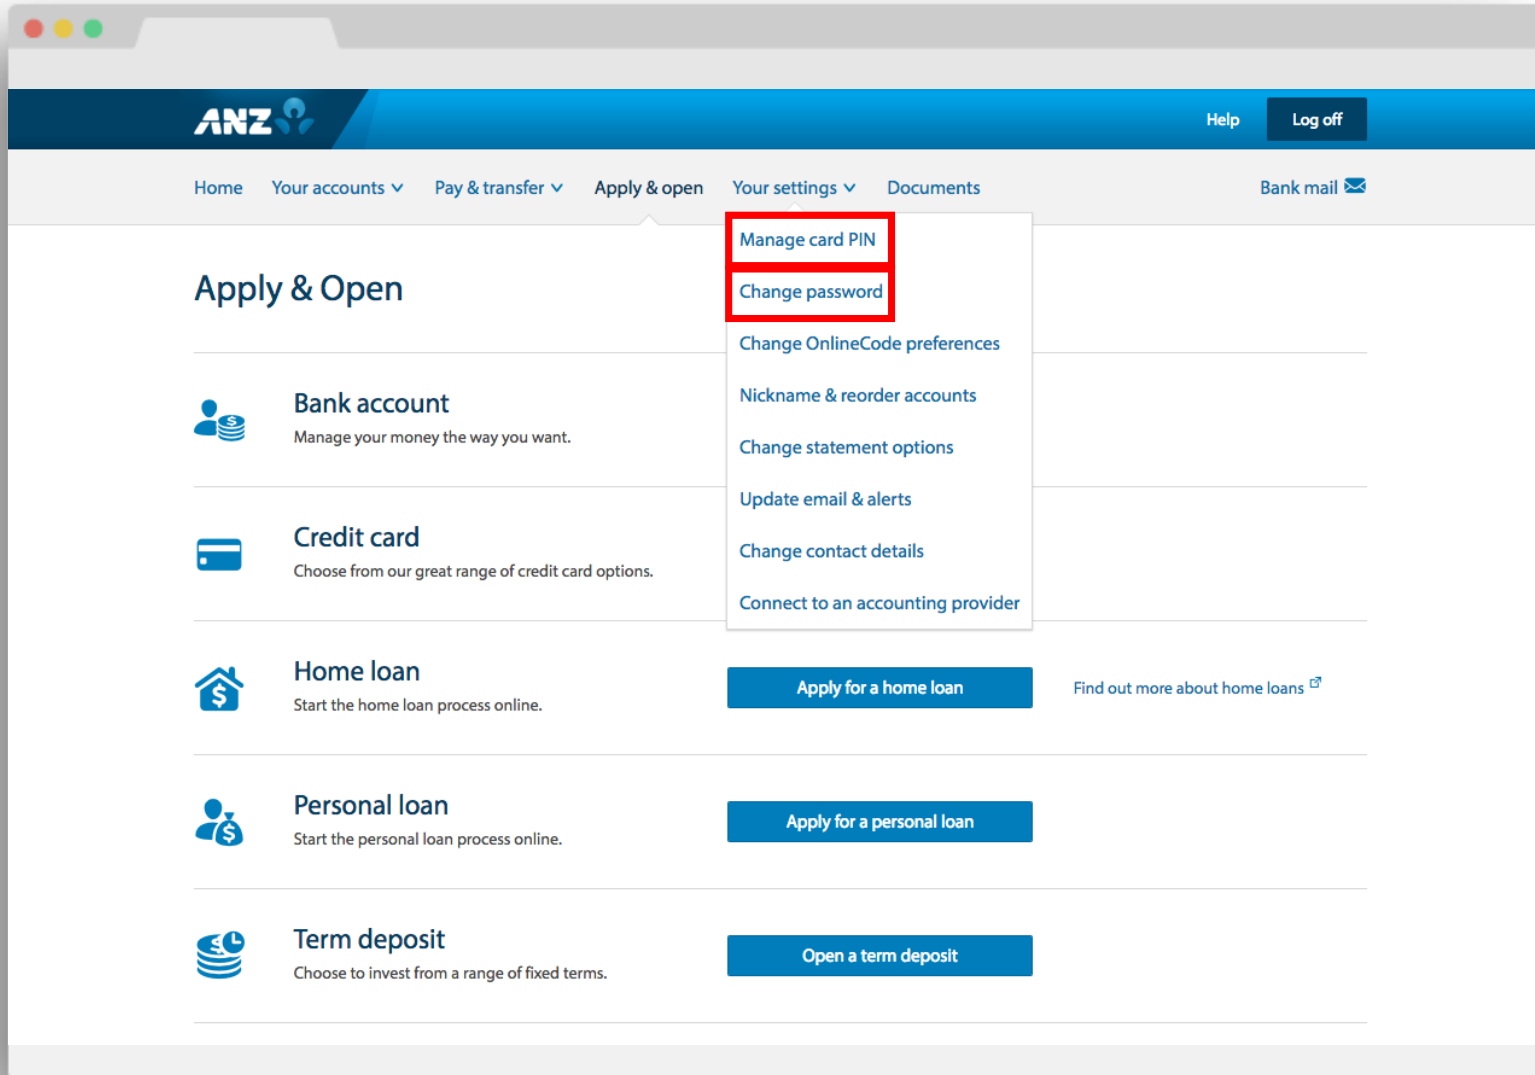 ANZ
Help
Log off
Home
Your accounts
Pay & transfer
Apply & open
Your settings
Documents
Bank mail
Manage card PIN
Change password
Change OnlineCode preferences
Nickname & reorder accounts
Change statement options
Update email & alerts
Change contact details
Connect to an accounting provider
Apply & Open
Bank account
Manage your money the way you want.
Credit card
Choose from our great range of credit card options.
Home loan
Start the home loan process online.
Apply for a home loan
Find out more about home loans
Personal loan
Start the personal loan process online.
Apply for a personal loan
Term deposit
Choose to invest from a range of fixed terms.
Open a term deposit